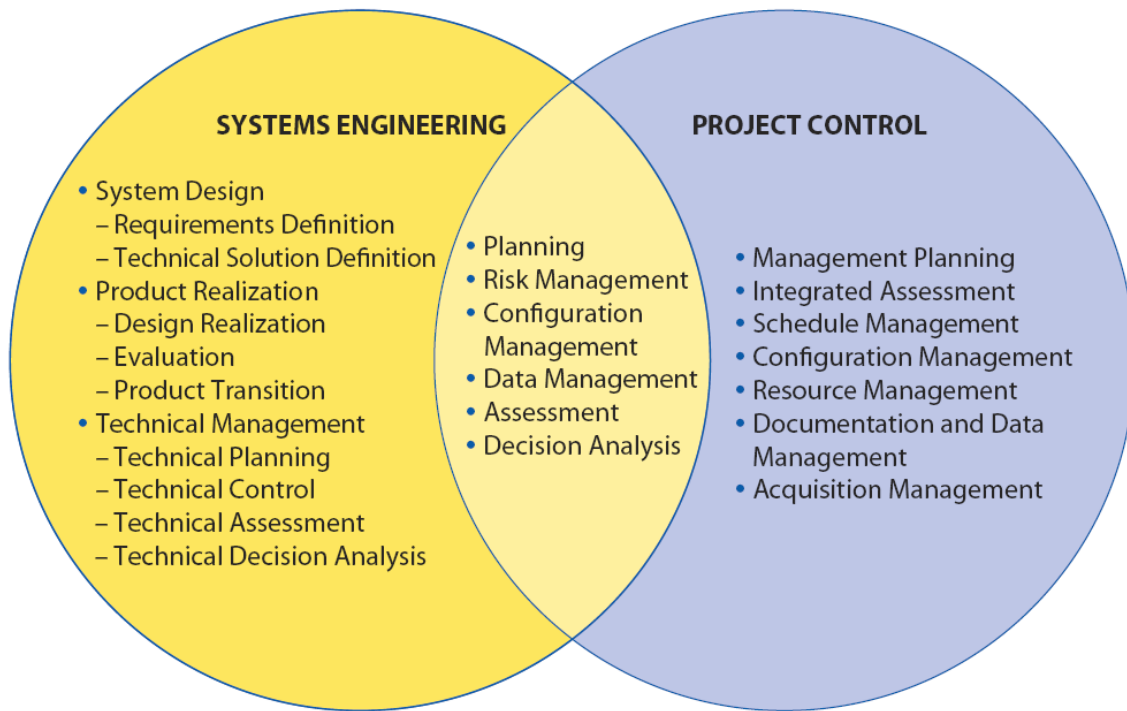 SYSTEMS ENGINEERING
• System Design
– Requirements Definition
– Technical Solution Definition
• Product Realization
– Design Realization
– Evaluation
– Product Transition
• Technical Management
– Technical Planning
– Technical Control
– Technical Assessment
– Technical Decision Analysis
• Planning
• Risk Management
• Configuration
Management
• Data Management
• Assessment
• Decision Analysis
PROJECT CONTROL
• Management Planning
• Integrated Assessment
• Schedule Management
• Configuration Management
• Resource Management
• Documentation and Data
Management
• Acquisition Management